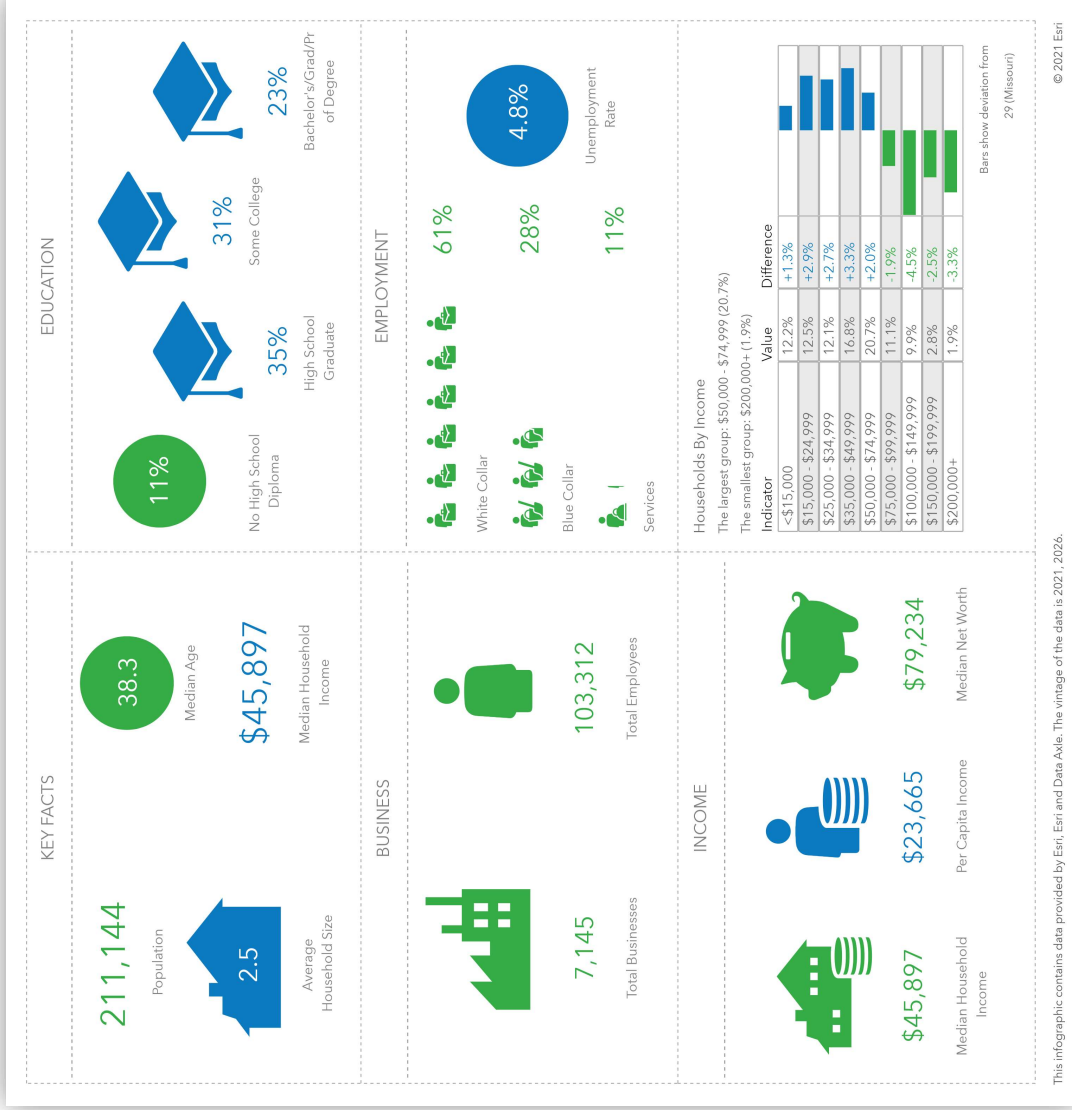 KEY FACTS
211,144
Population
2.5
Average
Household Size
38.3
Median Age
$45,897
Median Household
Income
EDUCATION
11%
No High School
Diploma
35%
High School
Graduate
31%
Some College
23%
Bachelor's/Grad/Pr
of Degree
BUSINESS
7,145
Total Businesses
103,312
Total Employees
EMPLOYMENT
White Collar
61%
Blue Collar
28%
Services
11%
4.8%
Unemployment
Rate
INCOME
$45,897
Median Household
Income
$23,665
Per Capita Income
$79,234
Median Net Worth
Households By Income
The largest group: $50,000 - $74,999 (20.7%)
The smallest group: $200,000+ (1.9%)
Indicator Value Difference
<$15,000 12.2% +1.3%
$15,000 - $24,999 12.5% +2.9%
$25,000 - $34,999 12.1% +2.7%
$35,000 - $49,999 16.8% +3.3%
$50,000 - $74,999 20.7% +2.0%
$75,000 - $99,999 11.1% -1.9%
$100,000 - $149,999 9.9% -4.5%
$150,000 - $199,999 2.8% -2.5%
$200,000+ 1.9% -3.3%
Bars show deviation from
29 (Missouri)
This infographic contains data provided by Esri, Esri and Data Axle. The vintage of the data is 2021, 2026.
© 2021 Esri